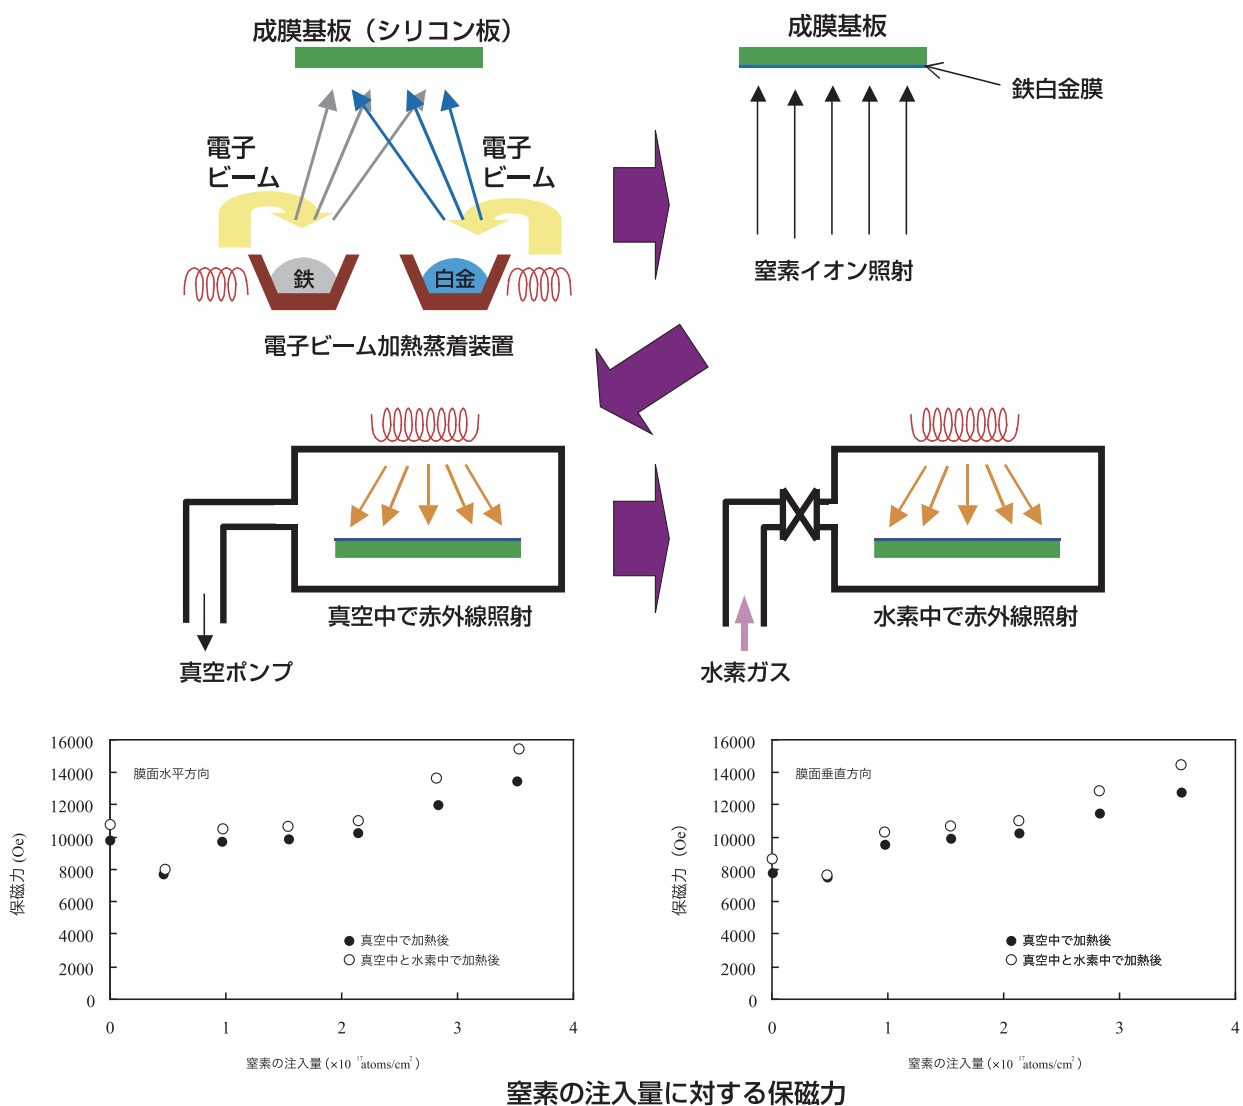 成膜基板（シリコン板）
電子
ビーム
電子
ビーム
鉄
白金
電子ビーム加熱蒸着装置
成膜基板
鉄白金膜
窒素イオン照射
真空中で赤外線照射
真空ポンプ
水素中で赤外線照射
水素ガス
16000
14000
12000
10000
8000
6000
4000
2000
0
保磁力 (Oe)
膜面水平方向
真空中で加熱後
真空中と水素中で加熱後
0 1 2 3 4
窒素の注入量 (×10 17atoms/cm2 )
16000
14000
12000
10000
8000
6000
4000
2000
0
保磁力（Oe）
膜面垂直方向
真空中で加熱後
真空中と水素中で加熱後
0 1 2 3 4
窒素の注入量 (×10 17atoms/cm2 )
窒素の注入量に対する保磁力